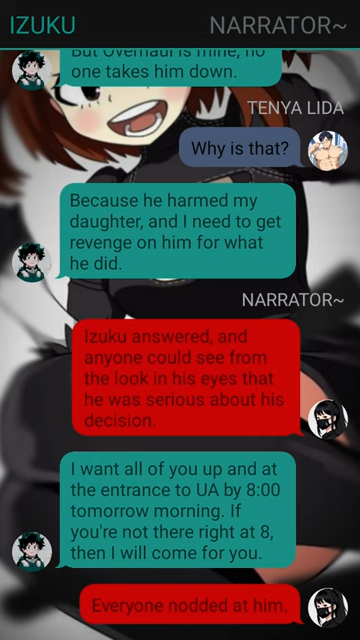 IZUKU NARRATOR~
But Overhaul is mine, no
one takes him down.
TENYA LIDA
Why is that?
Because he harmed my
daughter, and I need to get
revenge on him for what
he did.
NARRATOR~
Izuku answered, and
anyone could see from
the look in his eyes that
he was serious about his
decision.
I want all of you up and at
the entrance to UA by 8:00
tomorrow morning. If
you're not there right at 8,
then I will come for you.
Everyone nodded at him.